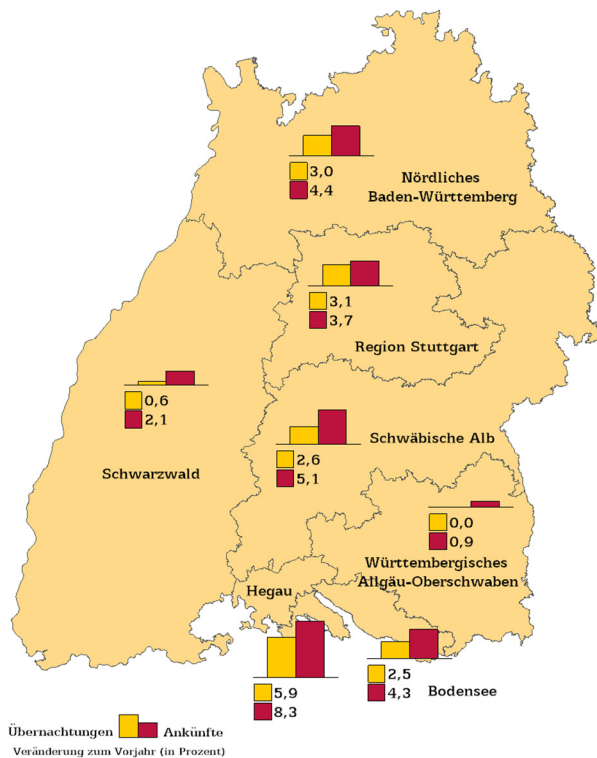 3,0
4,4
Nördliches
Baden-Württemberg
3,1
3,7
Region Stuttgart
0,6
2,1
Schwarzwald
2,6
5,1
Schwäbische Alb
0,0
0,9
Württembergisches
Allgäu-Oberschwaben
Hegau
5,9
8,3
2,5
4,3
Bodensee
Übernachtungen Ankünfte
Veränderung zum Vorjahr (in Prozent)